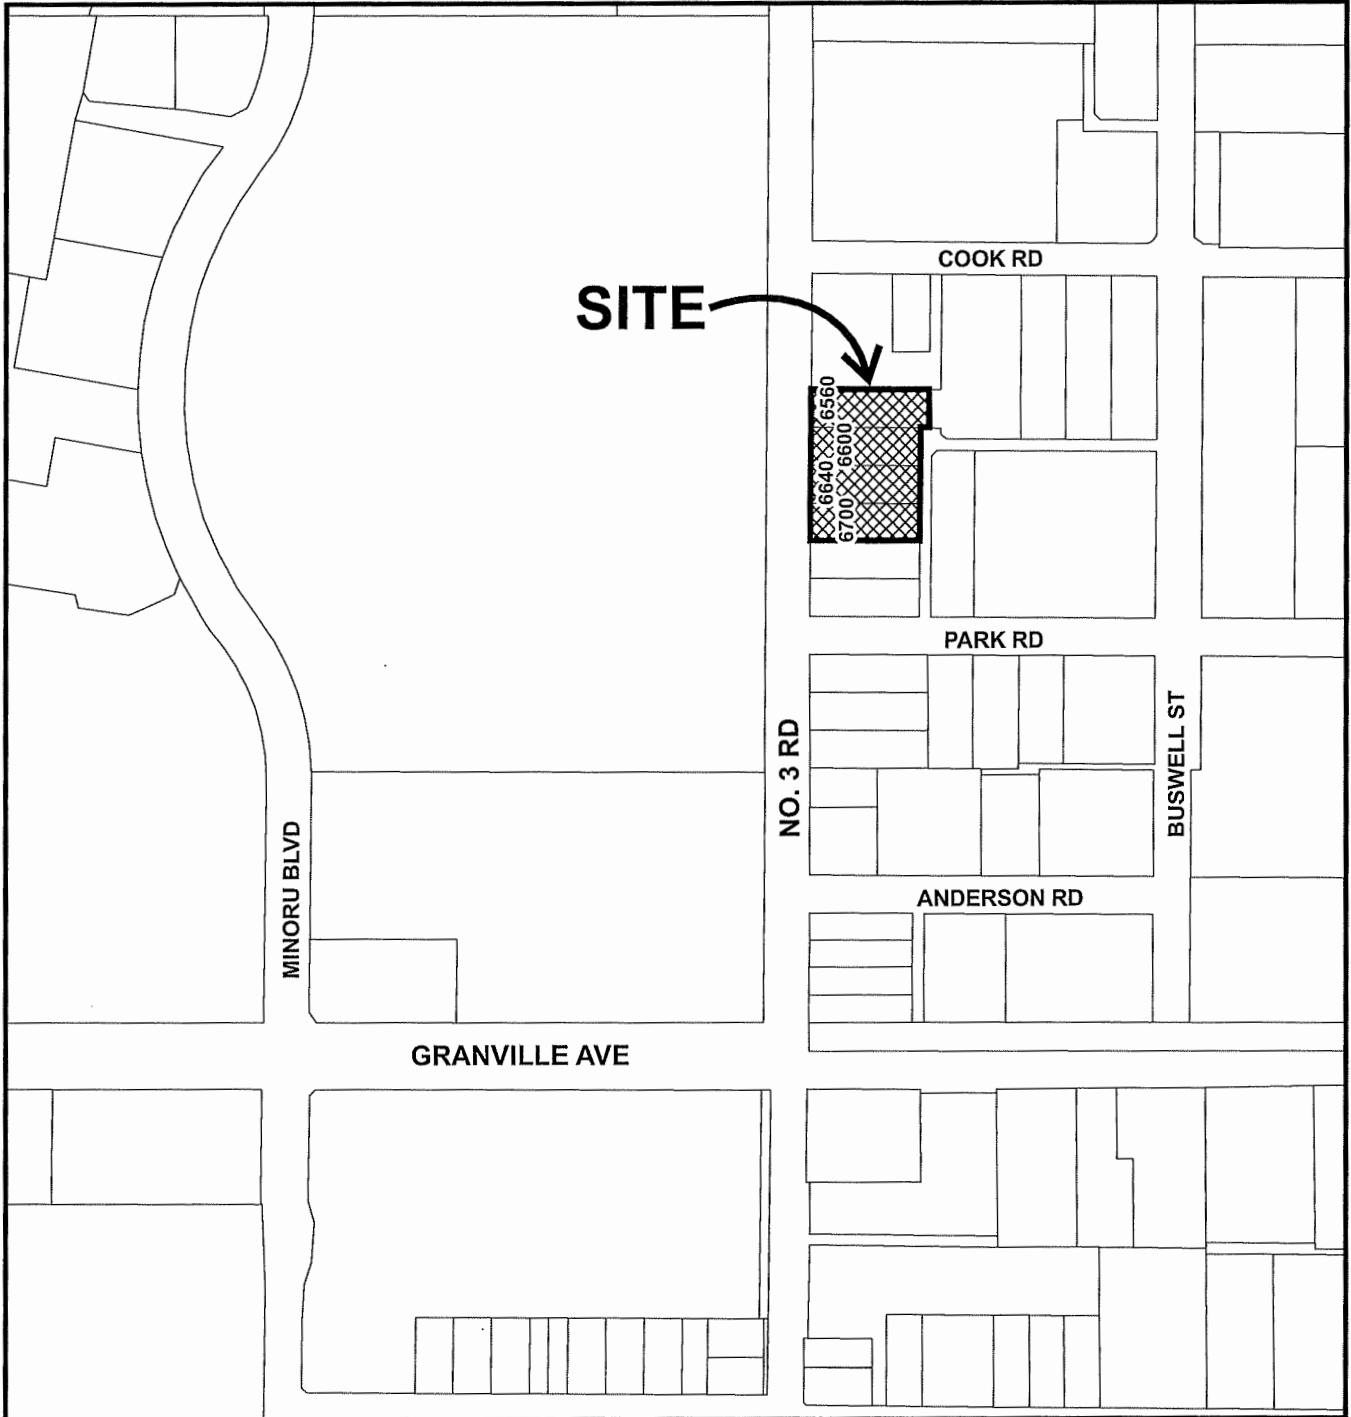 COOK RD
SITE
6560
6600
6640
6700
PARK RD
NO. 3 RD
BUSWELL ST
MINORU BLVD
ANDERSON RD
GRANVILLE AVE